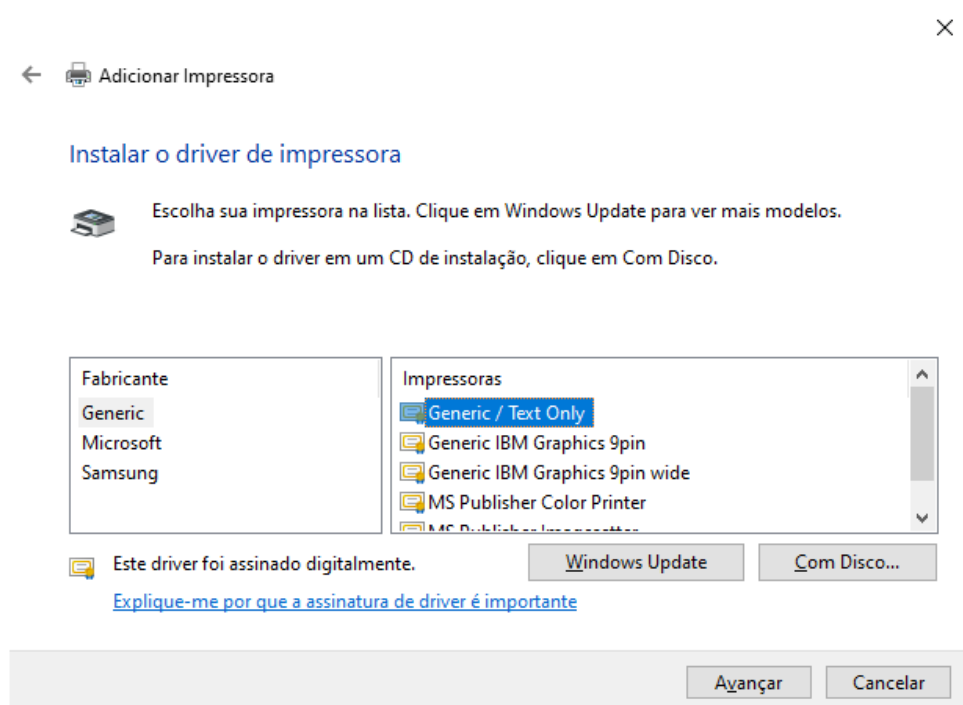 Adicionar Impressora
Instalar o driver de impressora
Escolha sua impressora na lista. Clique em Windows Update para ver mais modelos.
Para instalar o driver em um CD de instalação, clique em Com Disco.
Fabricante
Generic
Microsoft
Samsung
Impressoras
Generic / Text Only
Generic IBM Graphics 9pin
Generic IBM Graphics 9pin wide
MS Publisher Color Printer
MS Publisher Imagesetter
Este driver foi assinado digitalmente.
Windows Update
Com Disco...
Explique-me por que a assinatura de driver é importante
Avançar
Cancelar